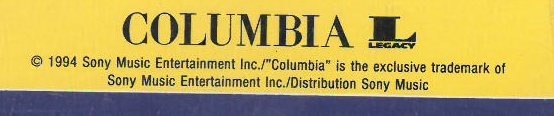 COLUMBIA L LEGACY
© 1994 Sony Music Entertainment Inc./"Columbia" is the exclusive trademark of
Sony Music Entertainment Inc./Distribution Sony Music